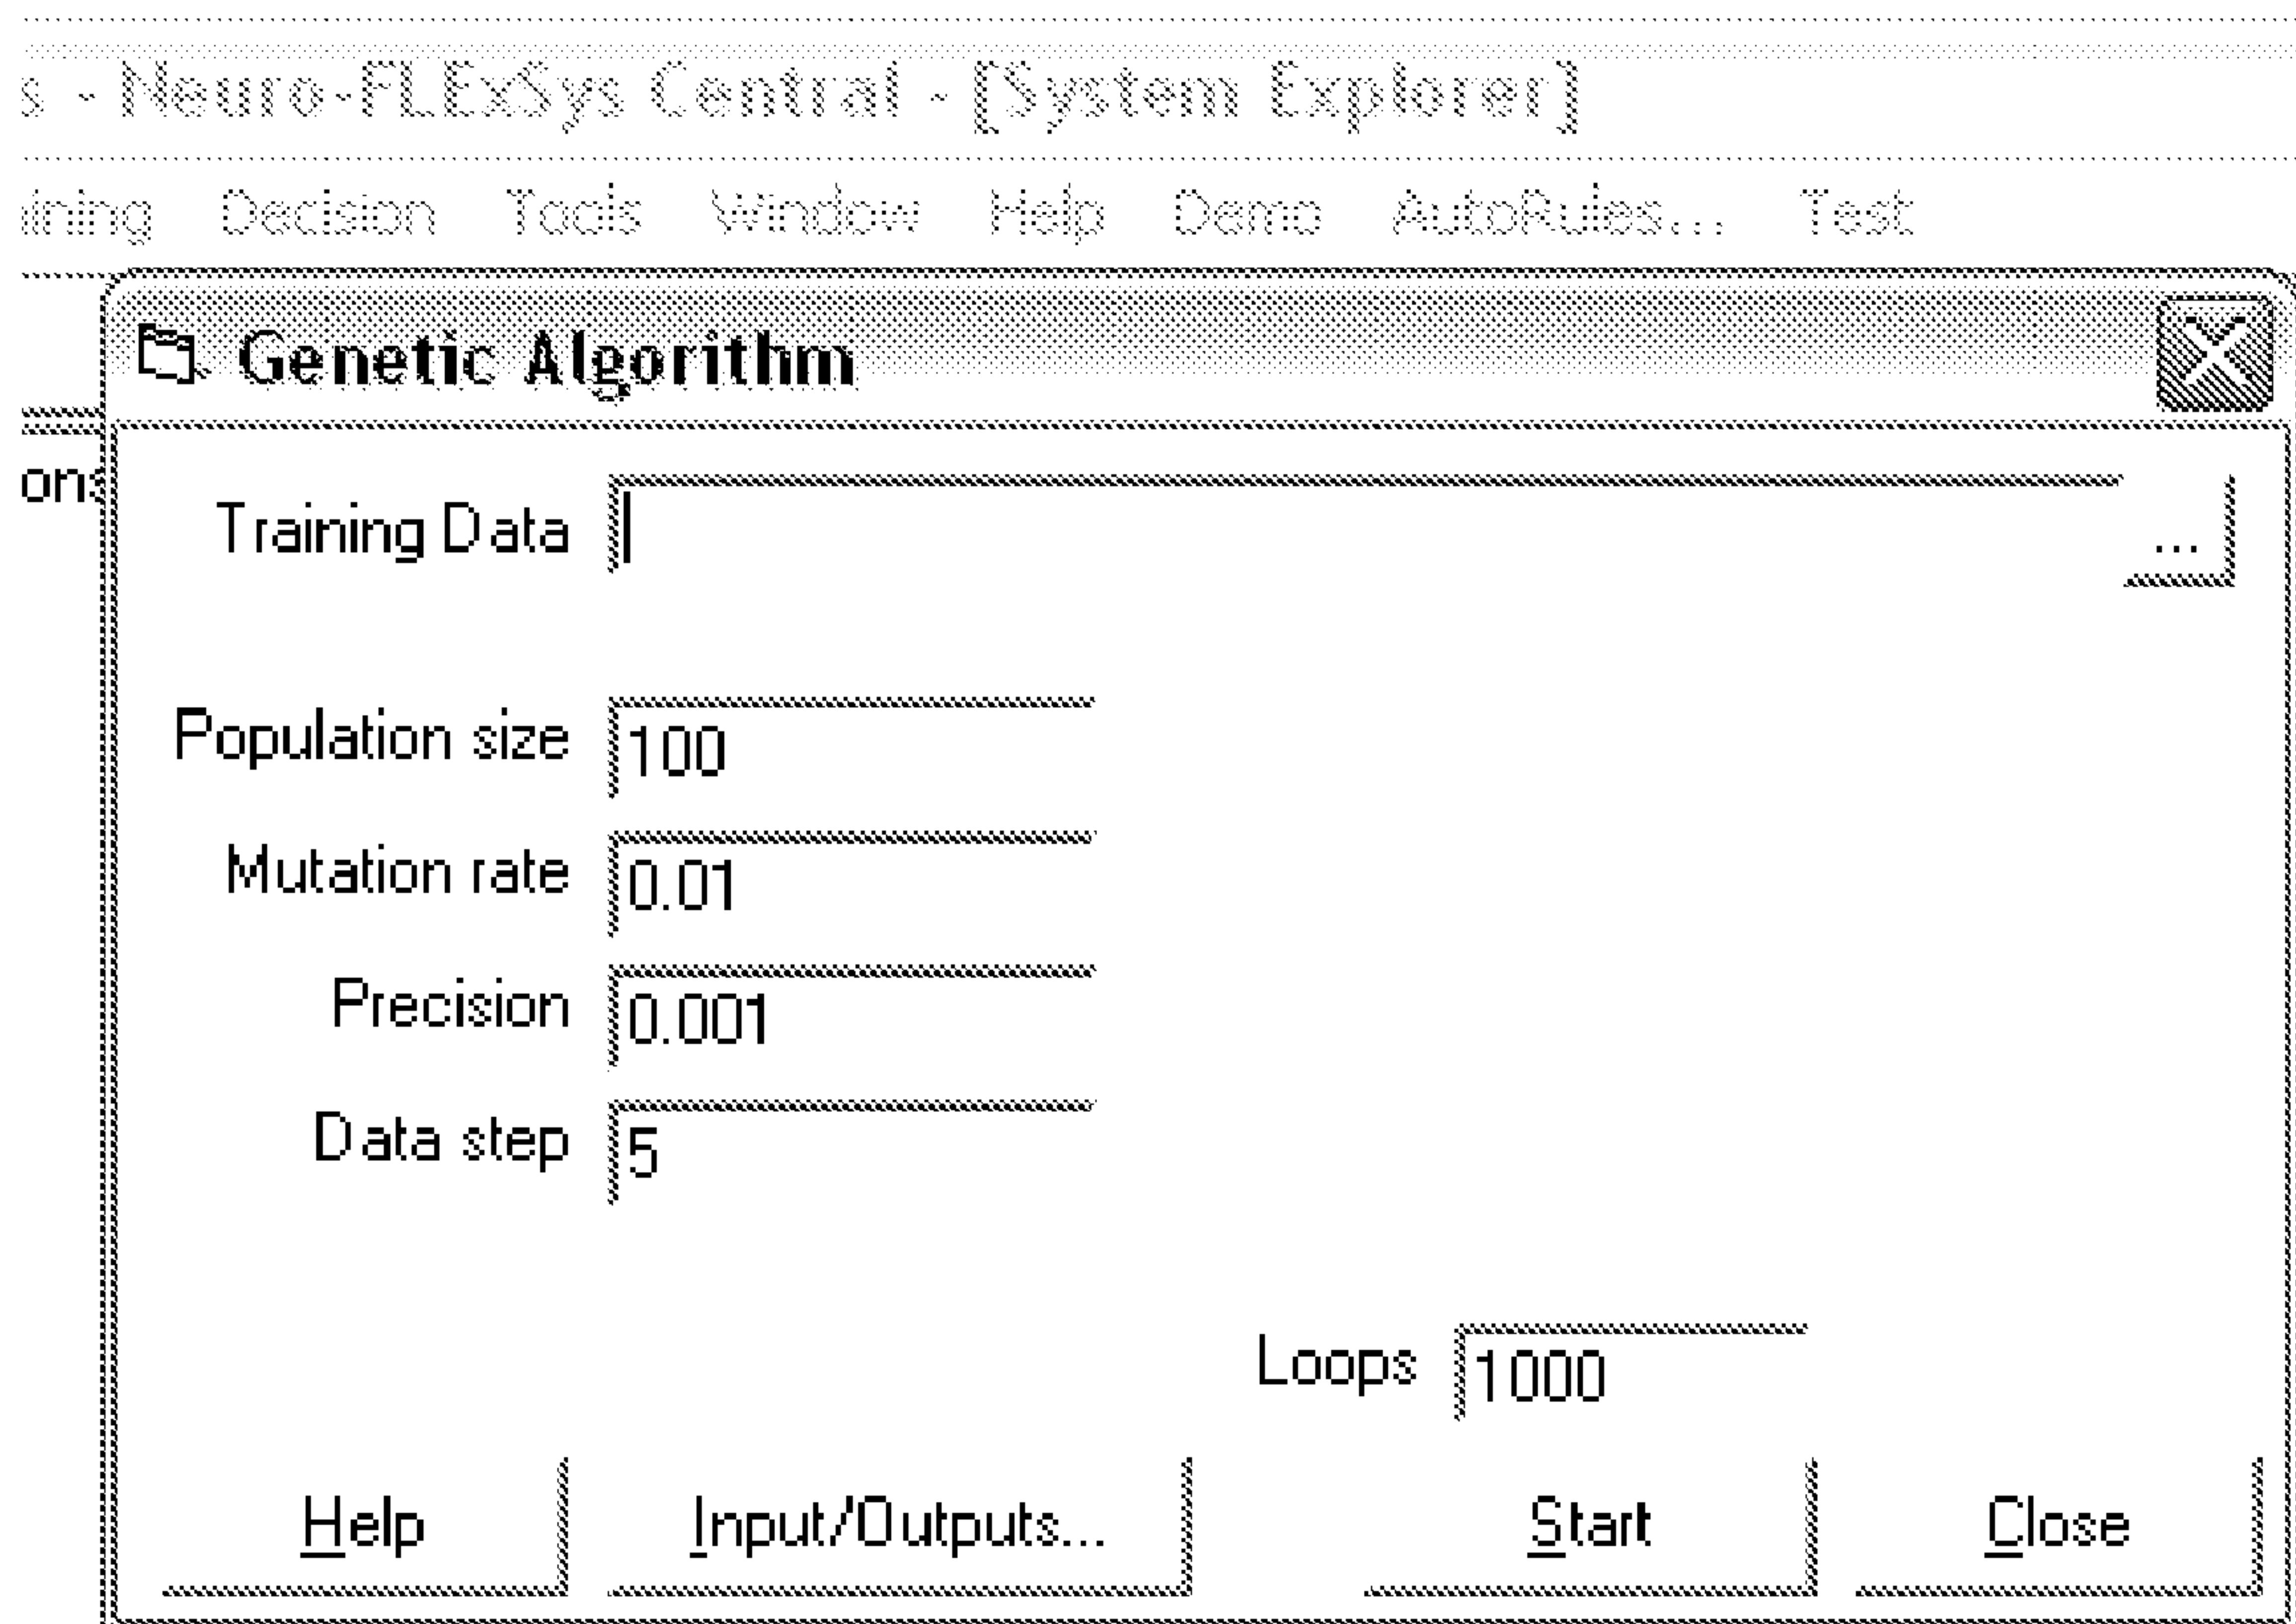 s - Neuro-FLExSys Central - [System Explorer]
ining Decision Tools Window Help Demo AutoRules... Test
Genetic Algorithm
ons
Training Data ...
Population size 100
Mutation rate 0.01
Precision 0.001
Data step 5
Loops 1000
Help Input/Outputs... Start Close